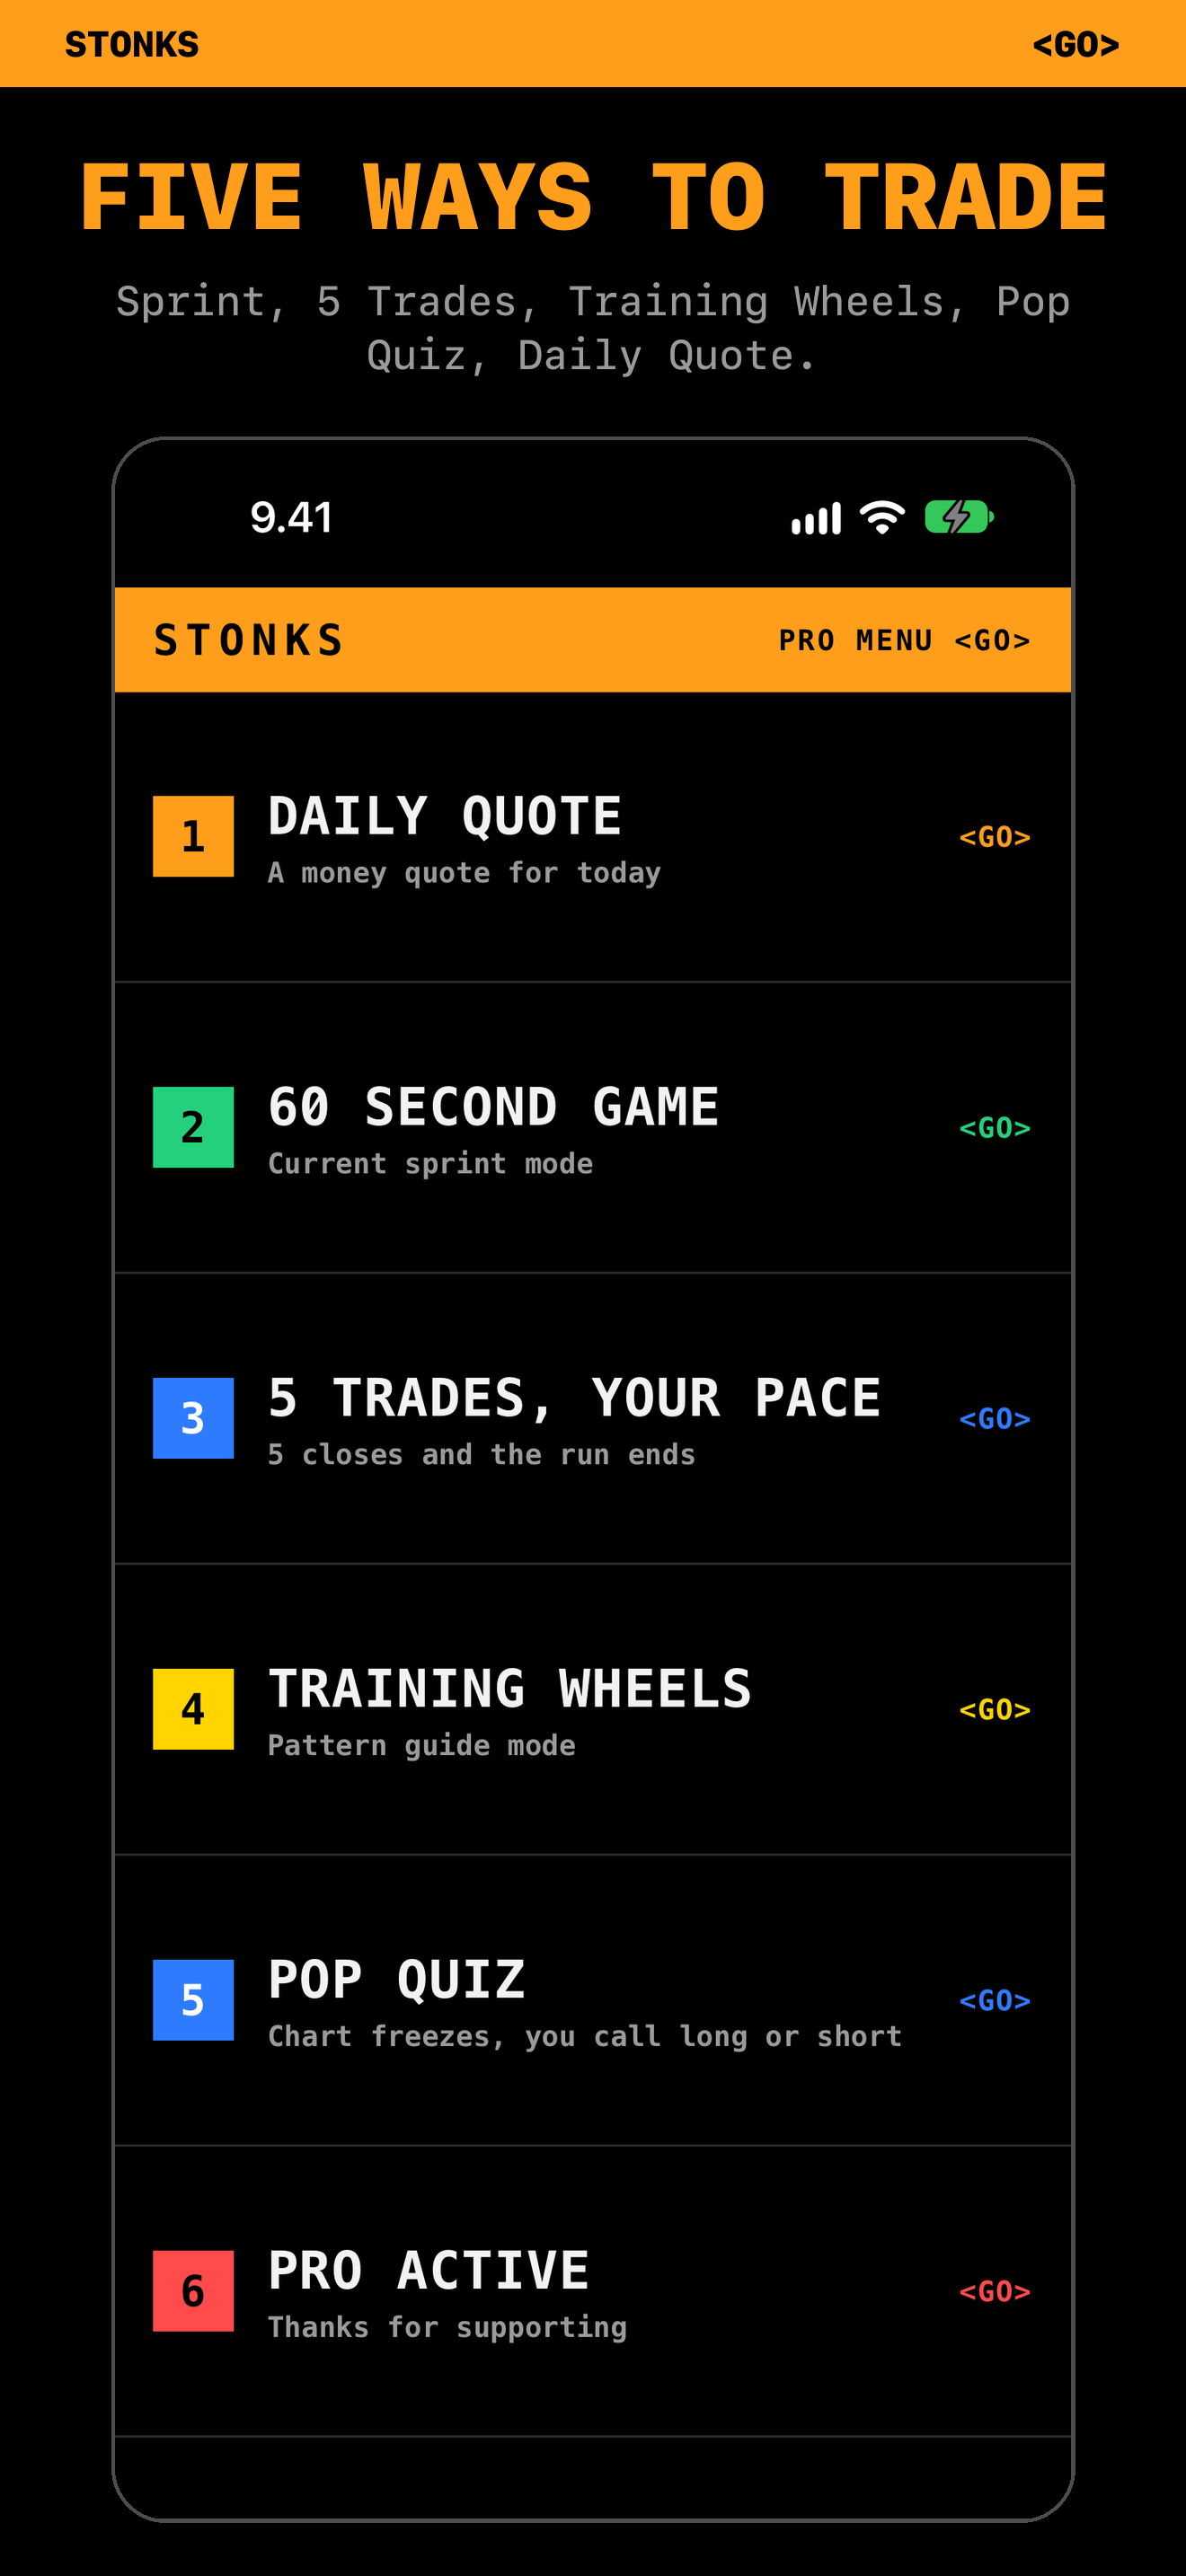 STONKS <GO>
FIVE WAYS TO TRADE
Sprint, 5 Trades, Training Wheels, Pop
Quiz, Daily Quote.
9.41
STONKS PRO MENU <GO>
1 DAILY QUOTE <GO>
A money quote for today
2 60 SECOND GAME <GO>
Current sprint mode
3 5 TRADES, YOUR PACE <GO>
5 closes and the run ends
4 TRAINING WHEELS <GO>
Pattern guide mode
5 POP QUIZ <GO>
Chart freezes, you call long or short
6 PRO ACTIVE <GO>
Thanks for supporting